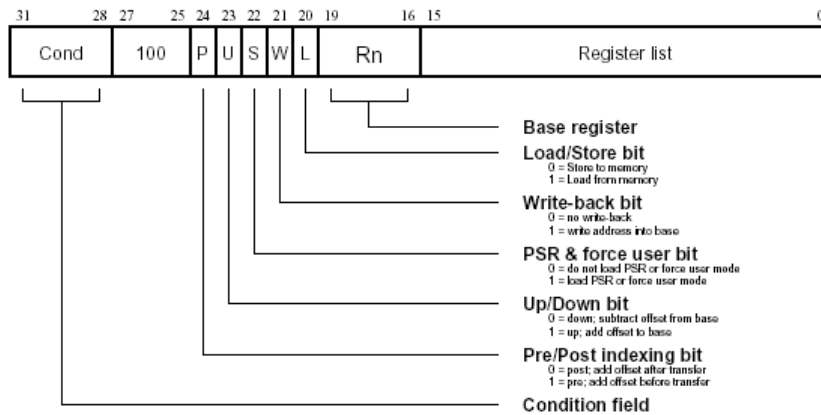 31 28 27 25 24 23 22 21 20 19 16 15 0
Cond 100 P U S W L Rn Register list
Base register
Load/Store bit
0 = Store to memory
1 = Load from memory
Write-back bit
0 = no write-back
1 = write address into base
PSR & force user bit
0 = do not load PSR or force user mode
1 = load PSR or force user mode
Up/Down bit
0 = down; subtract offset from base
1 = up; add offset to base
Pre/Post indexing bit
0 = post; add offset after transfer
1 = pre; add offset before transfer
Condition field